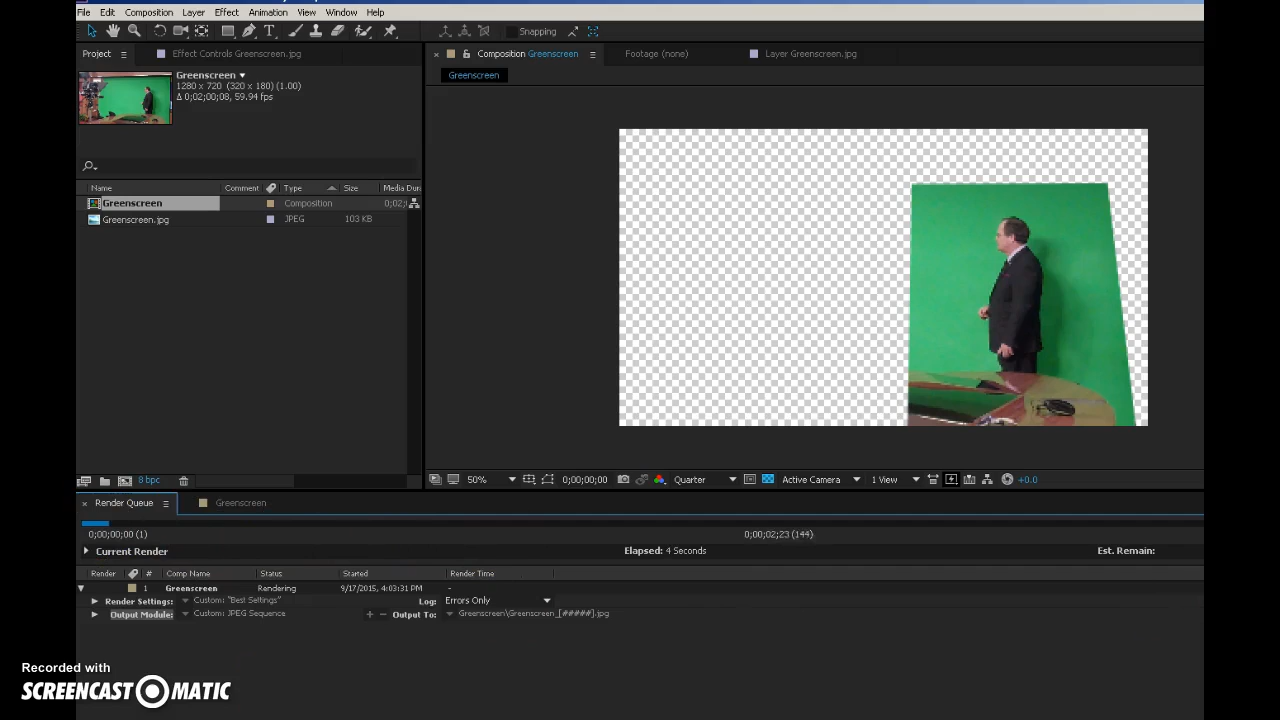 File Edit Composition Layer Effect Animation View Window Help
Snapping
Project Effect Controls Greenscreen.jpg
Composition Greenscreen Footage (none) Layer Greenscreen.jpg
Greenscreen
Greenscreen
1280 x 720 (320 x 180) (1.00)
Δ 0;02;00;08, 59.94 fps
Name Comment Type Size Media Dura
Greenscreen Composition 0;02;
Greenscreen.jpg JPEG 103 KB
8 bpc
50% 0;00;00;00 Quarter Active Camera 1 View +0.0
Render Queue Greenscreen
0;00;00;00 (1) 0;00;02;23 (144)
Current Render Elapsed: 4 Seconds Est. Remain:
Render # Comp Name Status Started Render Time
1 Greenscreen Rendering 9/17/2015, 4:03:31 PM -
Render Settings: Custom: "Best Settings" Log: Errors Only
Output Module: Custom: JPEG Sequence + − Output To: Greenscreen\Greenscreen_[#####].jpg
Recorded with
SCREENCAST O MATIC